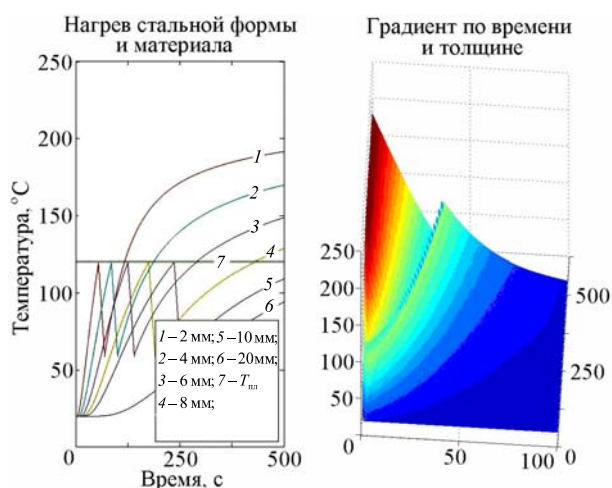 Нагрев стальной формы
и материала
Температура, °С
250
200
150
100
50
0
1
2
3
4
5
6
7
1–2 мм; 5–10 мм;
2–4 мм; 6–20мм;
3–6 мм; 7–Tпл
4–8 мм;
0 250 500
Время, с
Градиент по времени
и толщине
250
200
150
100
50
0
50
100
0
250
500